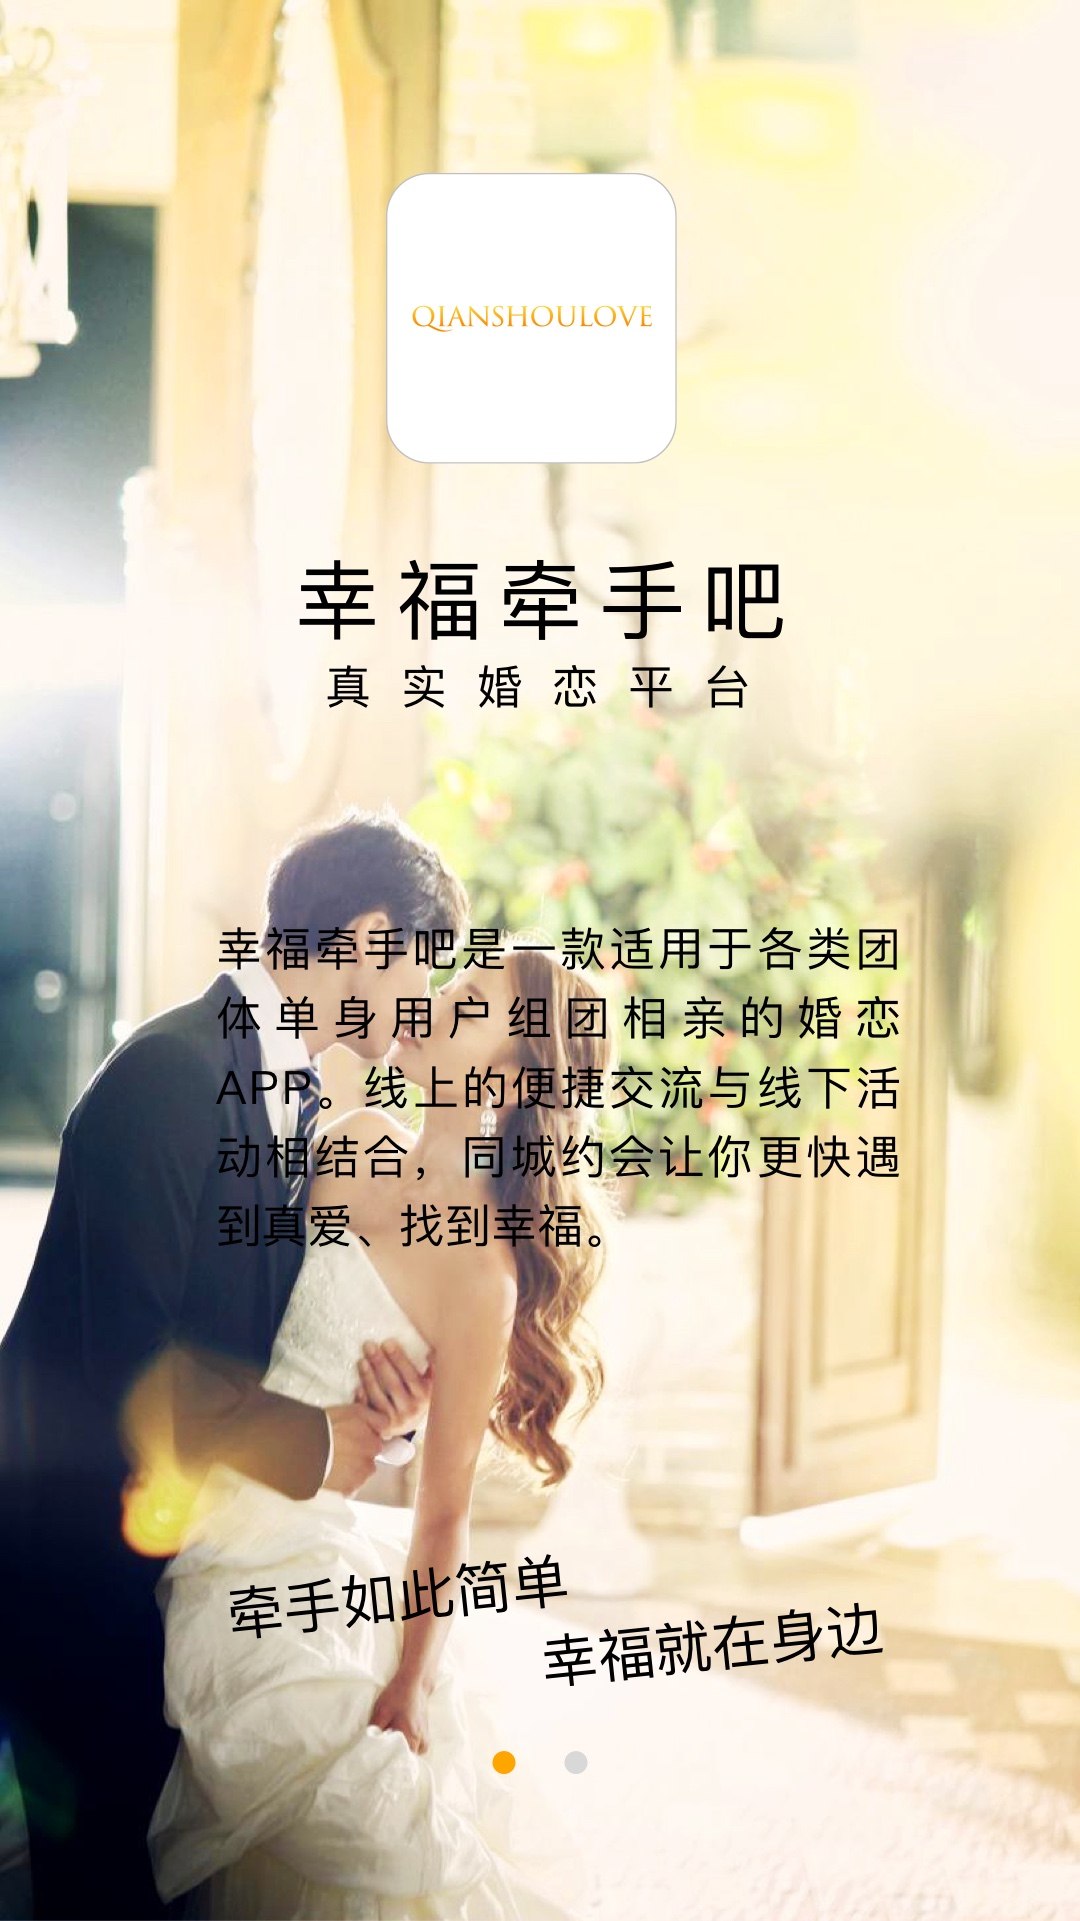 QIANSHOULOVE
幸福牵手吧
真实婚恋平台
幸福牵手吧是一款适用于各类团
体单身用户组团相亲的婚恋
APP。线上的便捷交流与线下活
动相结合，同城约会让你更快遇
到真爱、找到幸福。
牵手如此简单
幸福就在身边